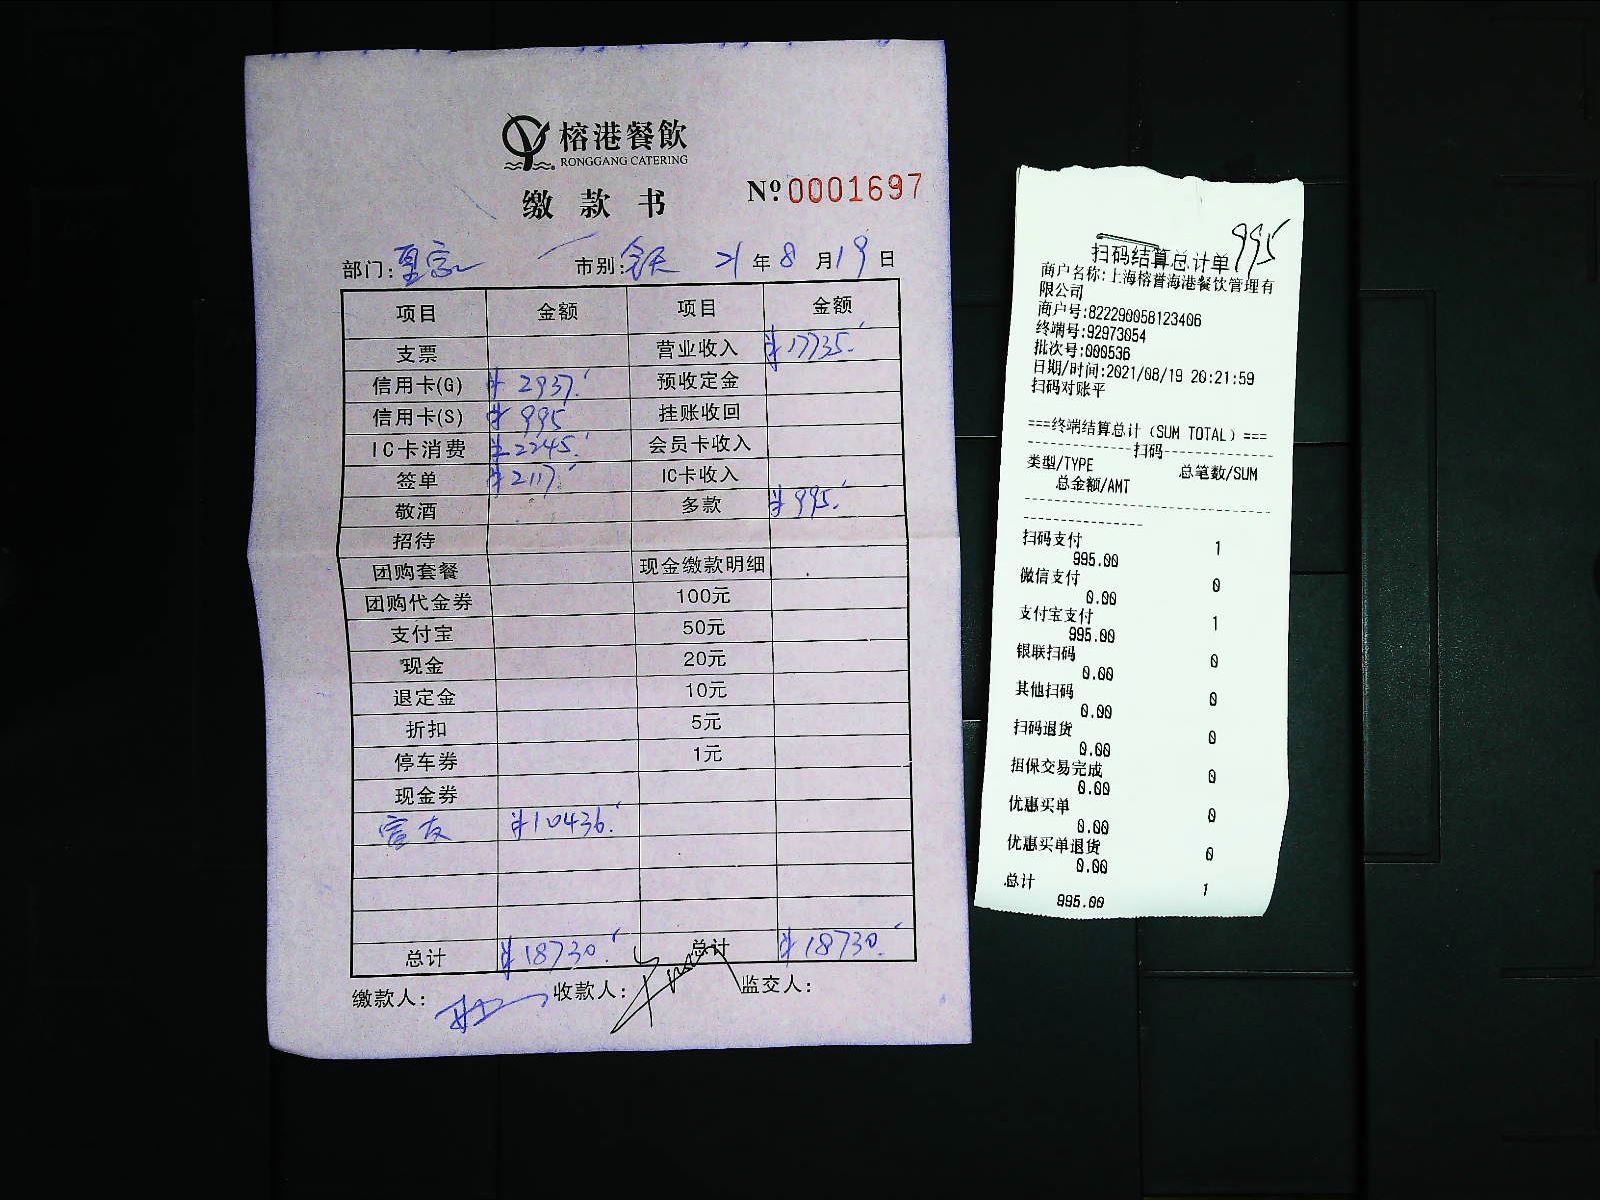 榕港餐飲
RONGGANG CATERING
缴款书
Nº 0001697
部门: 市别:全天 21年8月19日
项目 金额 项目 金额
支票 营业收入 ¥17735.
信用卡(G) ¥2937. 预收定金
信用卡(S) ¥995 挂账收回
IC卡消费 ¥2245. 会员卡收入
签单 ¥2117. IC卡收入
敬酒 多款 ¥995.
招待
团购套餐 现金缴款明细
团购代金券 100元
支付宝 50元
现金 20元
退定金 10元
折扣 5元
停车券 1元
现金券
¥10436.
总计 ¥18730. 总计 ¥18730.
缴款人: 收款人: 监交人:
995
扫码结算总计单
商户名称:上海榕誉海港餐饮管理有
限公司
商户号:822290058123406
终端号:92973054
批次号:000536
日期/时间:2021/08/19 20:21:59
扫码对账平
===终端结算总计(SUM TOTAL)===
----------扫码----------
类型/TYPE 总笔数/SUM
总金额/AMT
扫码支付 1
995.00
微信支付 0
0.00
支付宝支付 1
995.00
银联扫码 0
0.00
其他扫码 0
0.00
扫码退货 0
0.00
担保交易完成 0
0.00
优惠买单 0
0.00
优惠买单退货 0
0.00
总计 1
995.00